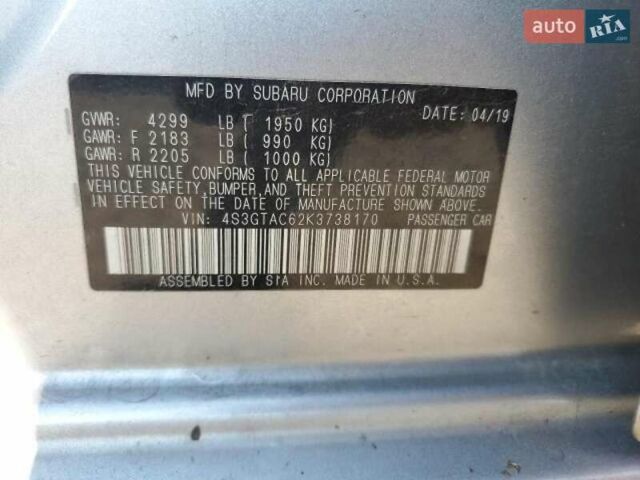 auto RIA.com
MFD BY SUBARU CORPORATION
GVWR: 4299 LB ( 1950 KG) DATE: 04/19
GAWR: F 2183 LB ( 990 KG)
GAWR: R 2205 LB ( 1000 KG)
THIS VEHICLE CONFORMS TO ALL APPLICABLE FEDERAL MOTOR
VEHICLE SAFETY, BUMPER, AND THEFT PREVENTION STANDARDS
IN EFFECT ON THE DATE OF MANUFACTURE SHOWN ABOVE.
VIN: 4S3GTAC62K3738170 PASSENGER CAR
ASSEMBLED BY SIA INC. MADE IN U.S.A.